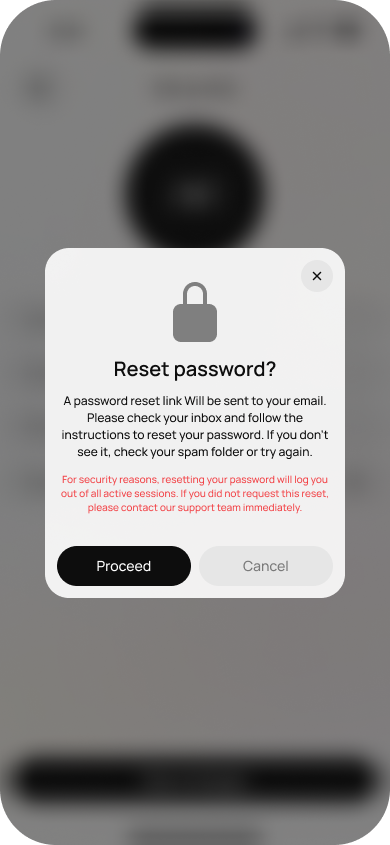 Reset password?
A password reset link Will be sent to your email.
Please check your inbox and follow the
instructions to reset your password. If you don't
see it, check your spam folder or try again.
For security reasons, resetting your password will log you
out of all active sessions. If you did not request this reset,
please contact our support team immediately.
Proceed
Cancel